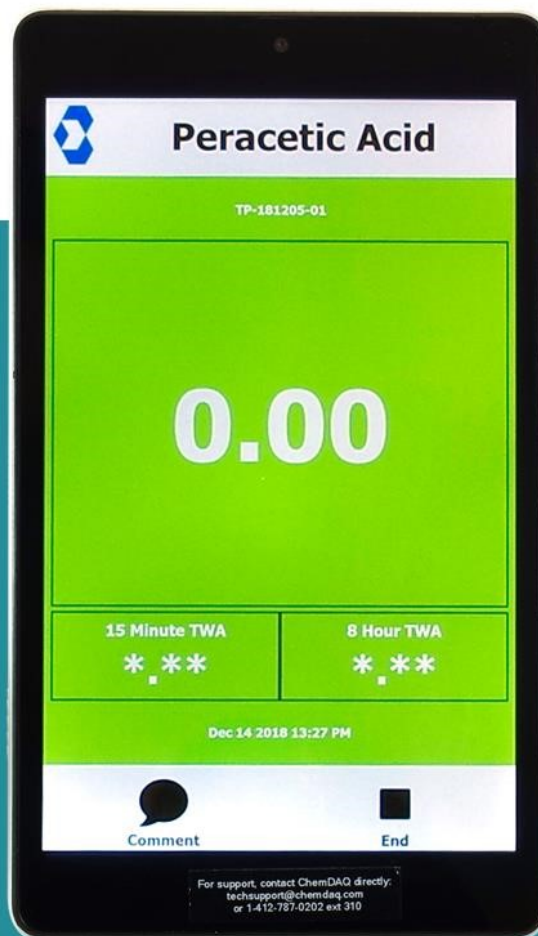 Peracetic Acid
TP-181205-01
0.00
15 Minute TWA
8 Hour TWA
*.**
*.**
Dec 14 2018 13:27 PM
Comment
End
For support, contact ChemDAQ directly:
techsupport@chemdaq.com
or 1-412-787-0202 ext 310